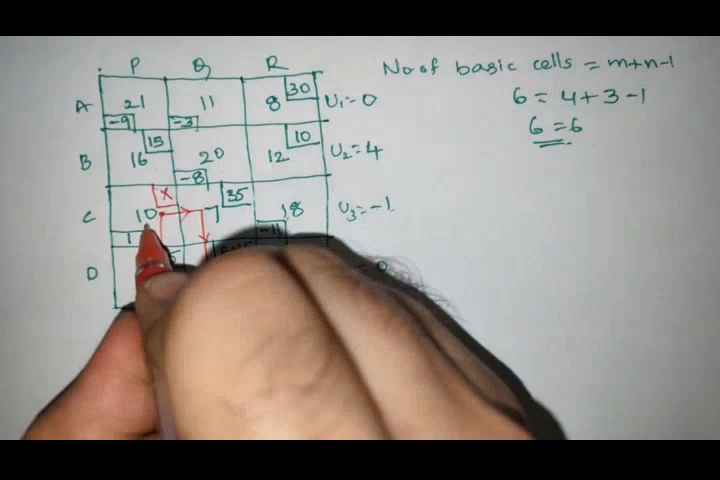 P Q R
No of basic cells = m+n-1
A 21 11 8 30 U1=0
-9 -3
6 = 4+3-1
6 = 6
B 16 15 20 12 10 U2=4
-8
C 10 X 7 35 18 U3=-1
1 -11
D